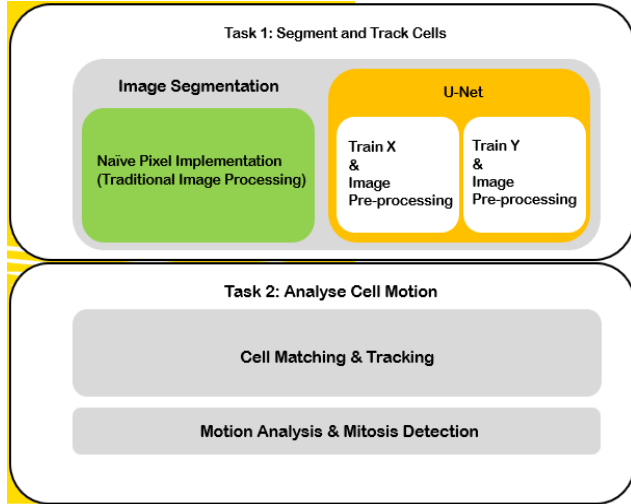 Task 1: Segment and Track Cells
Image Segmentation
Naïve Pixel Implementation
(Traditional Image Processing)
U-Net
Train X
&
Image
Pre-processing
Train Y
&
Image
Pre-processing
Task 2: Analyse Cell Motion
Cell Matching & Tracking
Motion Analysis & Mitosis Detection